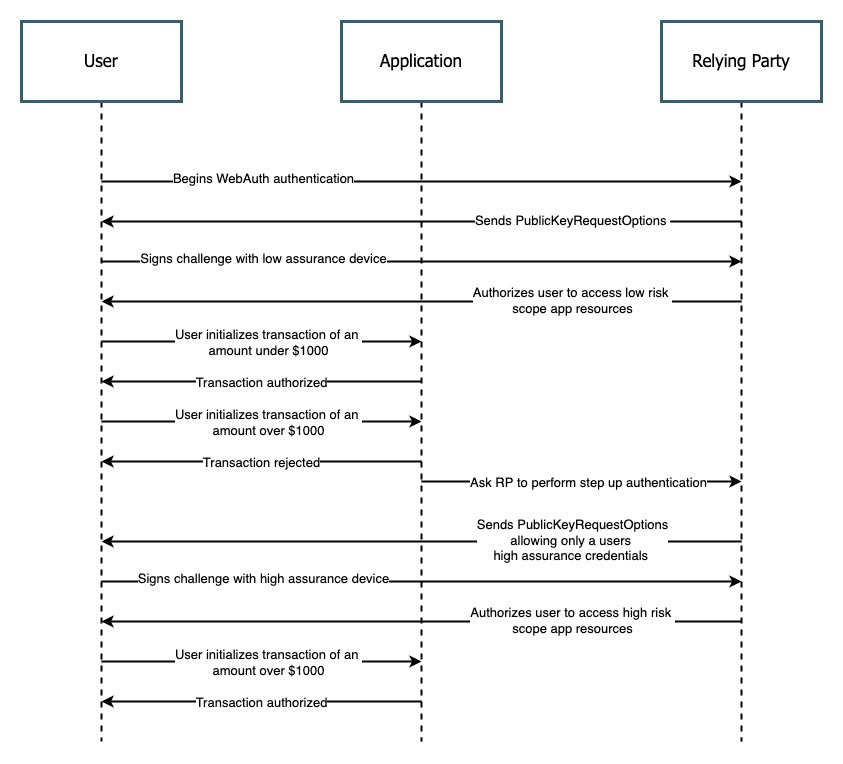 User
Application
Relying Party
Begins WebAuth authentication
Sends PublicKeyRequestOptions
Signs challenge with low assurance device
Authorizes user to access low risk
scope app resources
User initializes transaction of an
amount under $1000
Transaction authorized
User initializes transaction of an
amount over $1000
Transaction rejected
Ask RP to perform step up authentication
Sends PublicKeyRequestOptions
allowing only a users
high assurance credentials
Signs challenge with high assurance device
Authorizes user to access high risk
scope app resources
User initializes transaction of an
amount over $1000
Transaction authorized